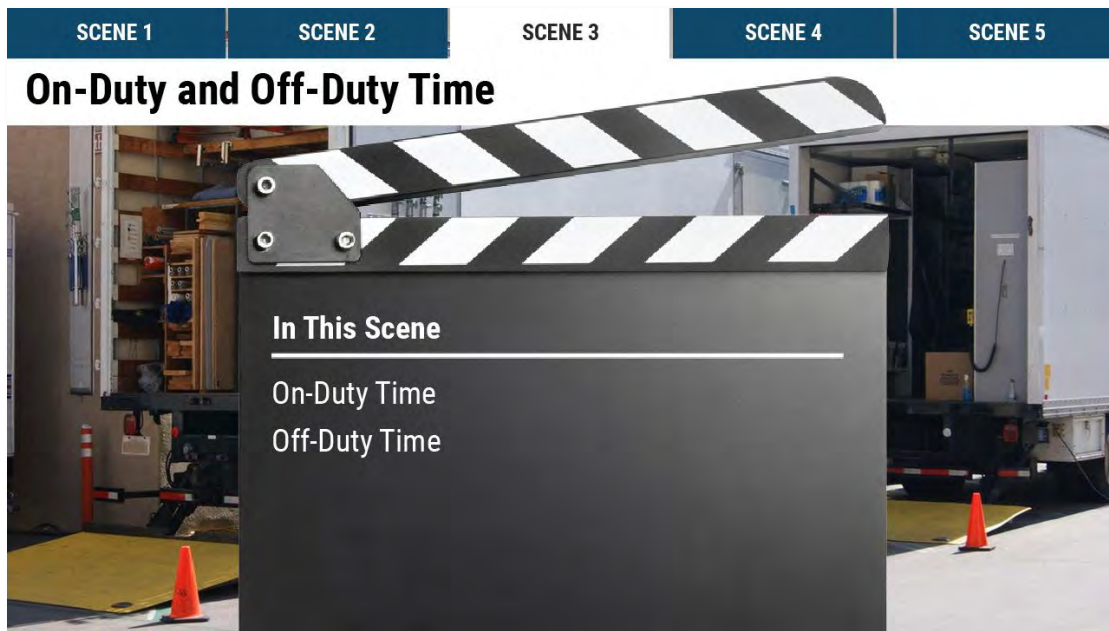 SCENE 1
SCENE 2
SCENE 3
SCENE 4
SCENE 5
On-Duty and Off-Duty Time
In This Scene
On-Duty Time
Off-Duty Time